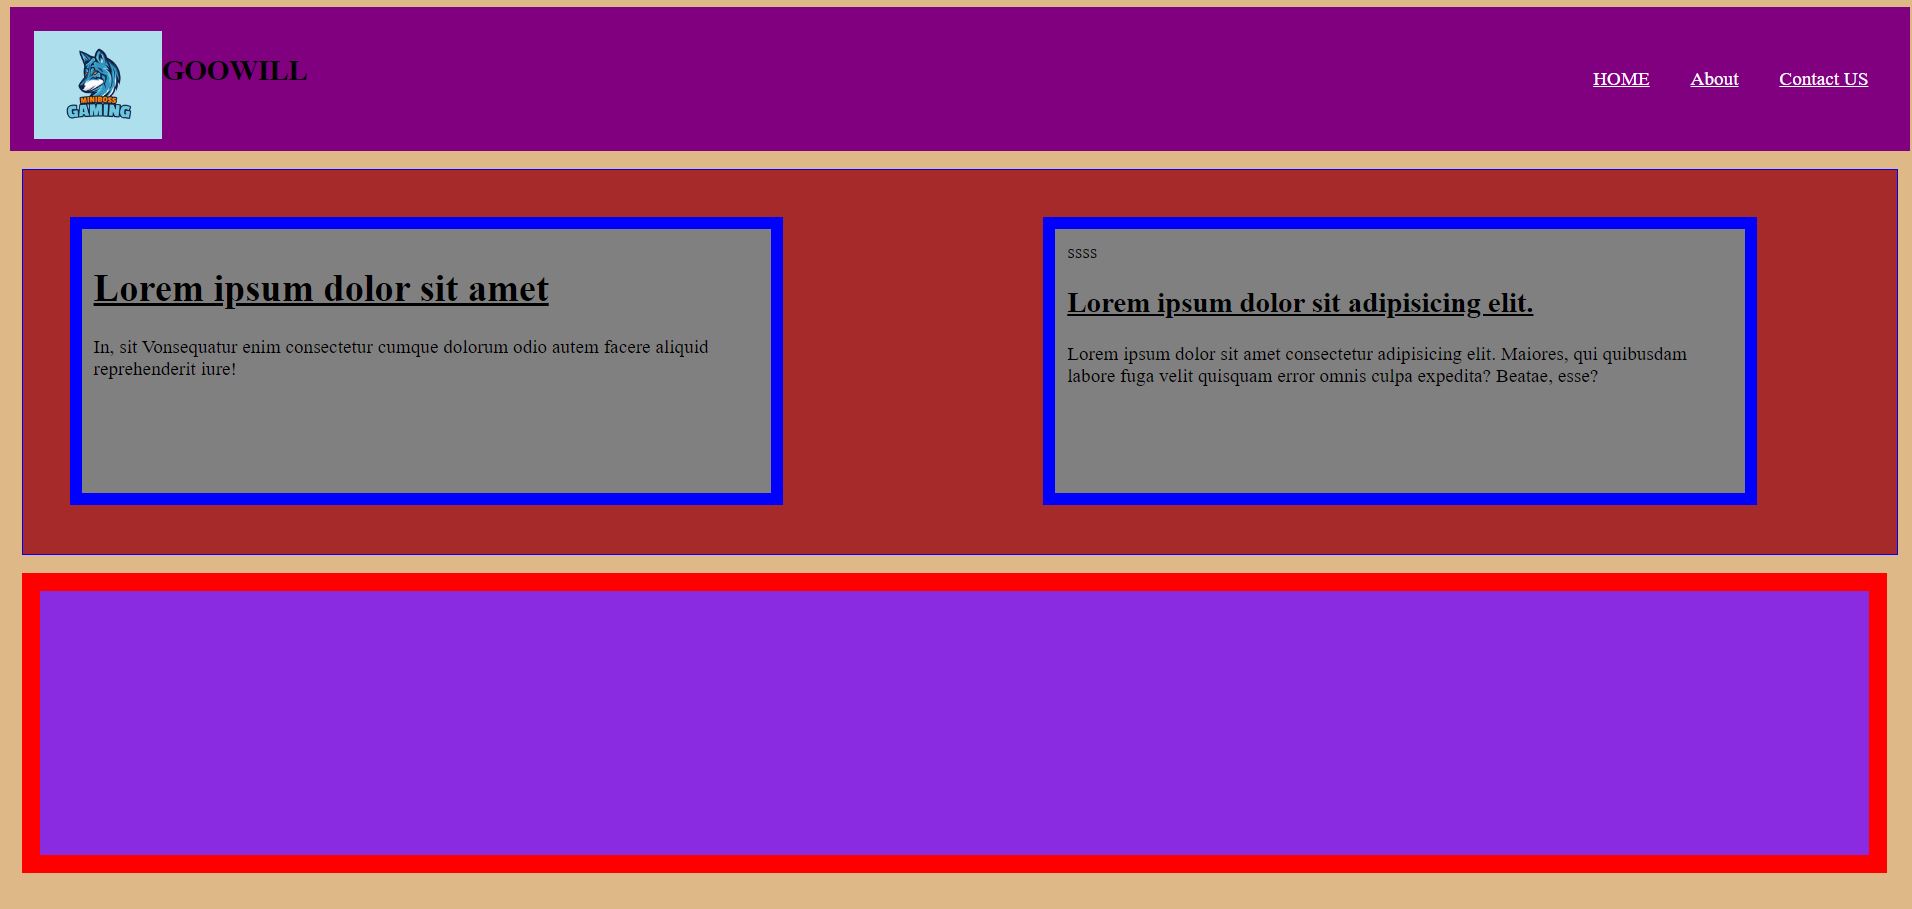 MINIBOSS
GAMING
GOOWILL
HOME About Contact US
Lorem ipsum dolor sit amet
In, sit Vonsequatur enim consectetur cumque dolorum odio autem facere aliquid
reprehenderit iure!
ssss
Lorem ipsum dolor sit adipisicing elit.
Lorem ipsum dolor sit amet consectetur adipisicing elit. Maiores, qui quibusdam
labore fuga velit quisquam error omnis culpa expedita? Beatae, esse?